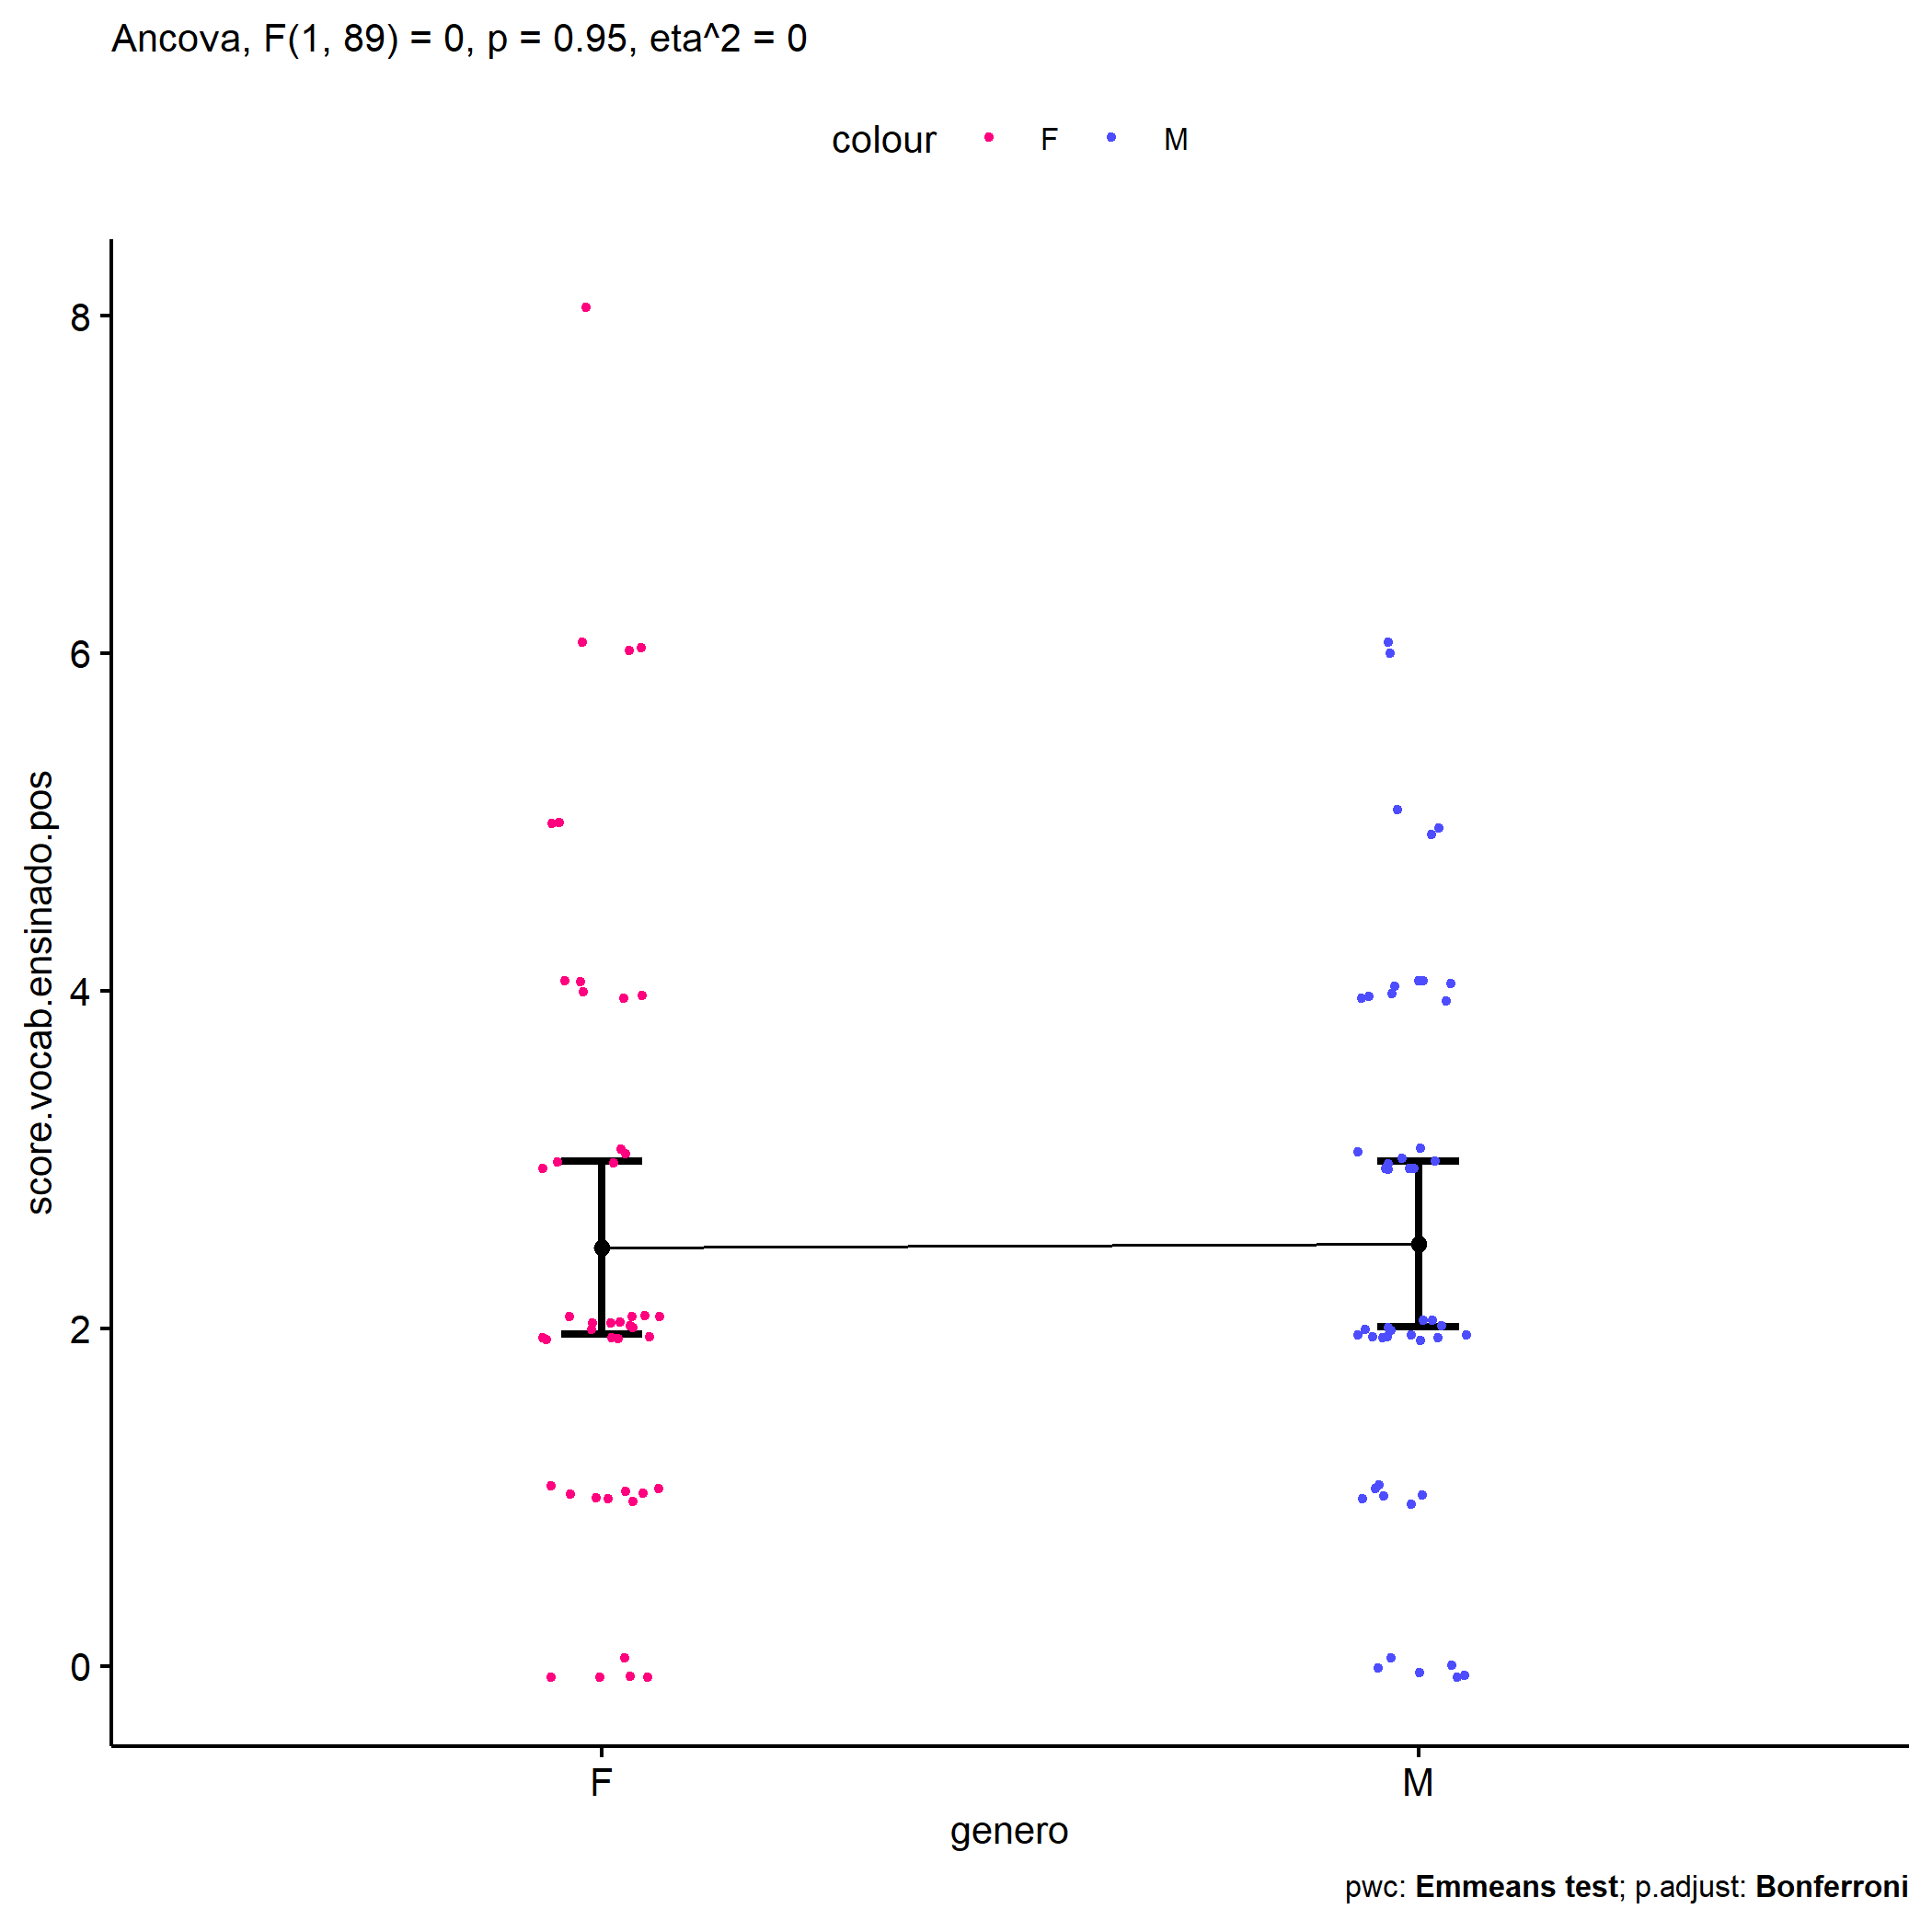 Ancova, F(1, 89) = 0, p = 0.95, eta^2 = 0
colour F M
score.vocab.ensinado.pos
8
6
4
2
0
F M
genero
pwc: Emmeans test; p.adjust: Bonferroni